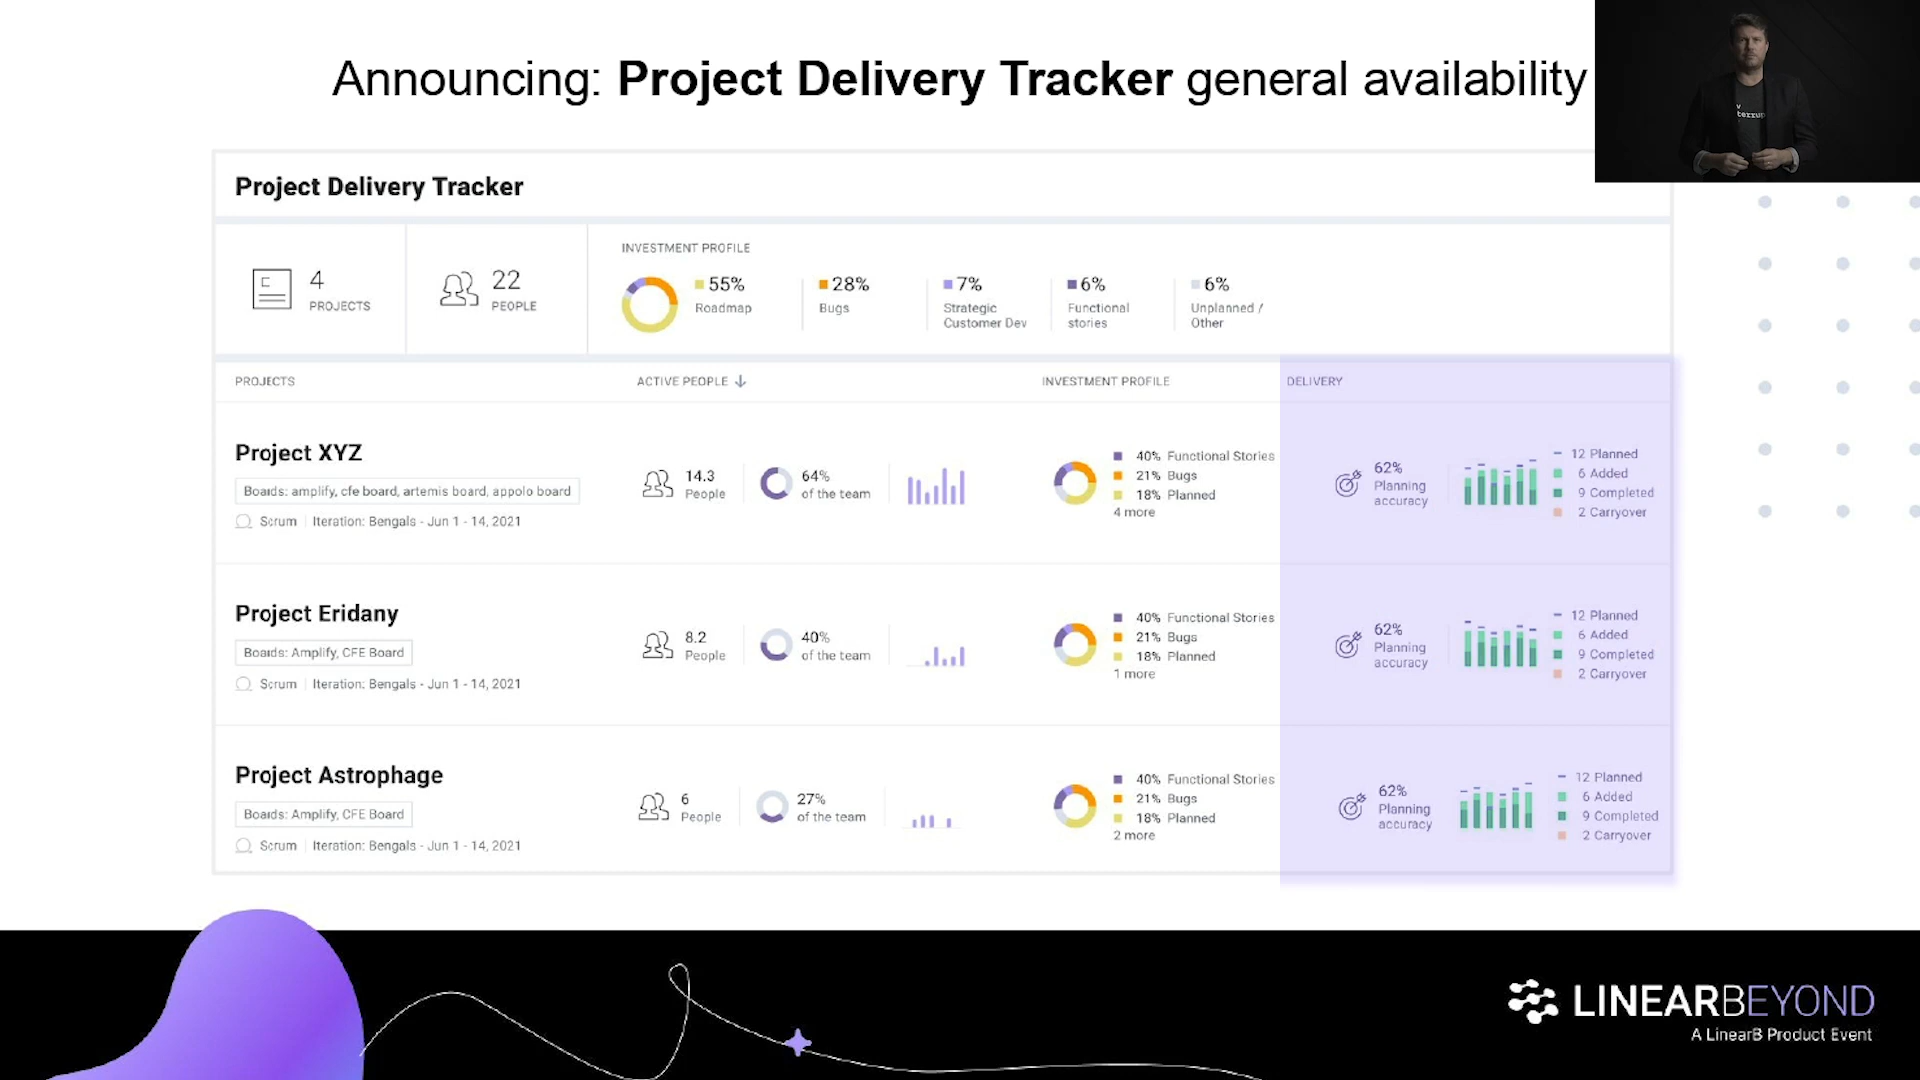 Announcing: Project Delivery Tracker general availability
Project Delivery Tracker
4
PROJECTS
22
PEOPLE
INVESTMENT PROFILE
55%
Roadmap
28%
Bugs
7%
Strategic
Customer Dev
6%
Functional
stories
6%
Unplanned /
Other
PROJECTS
ACTIVE PEOPLE
INVESTMENT PROFILE
DELIVERY
Project XYZ
Boards: amplify, cfe board, artemis board, appolo board
Scrum Iteration: Bengals - Jun 1 - 14, 2021
14.3
People
64%
of the team
40% Functional Stories
21% Bugs
18% Planned
4 more
62%
Planning
accuracy
12 Planned
6 Added
9 Completed
2 Carryover
Project Eridany
Boards: Amplify, CFE Board
Scrum Iteration: Bengals - Jun 1 - 14, 2021
8.2
People
40%
of the team
40% Functional Stories
21% Bugs
18% Planned
1 more
62%
Planning
accuracy
12 Planned
6 Added
9 Completed
2 Carryover
Project Astrophage
Boards: Amplify, CFE Board
Scrum Iteration: Bengals - Jun 1 - 14, 2021
6
People
27%
of the team
40% Functional Stories
21% Bugs
18% Planned
2 more
62%
Planning
accuracy
12 Planned
6 Added
9 Completed
2 Carryover
LINEARBEYOND
A LinearB Product Event